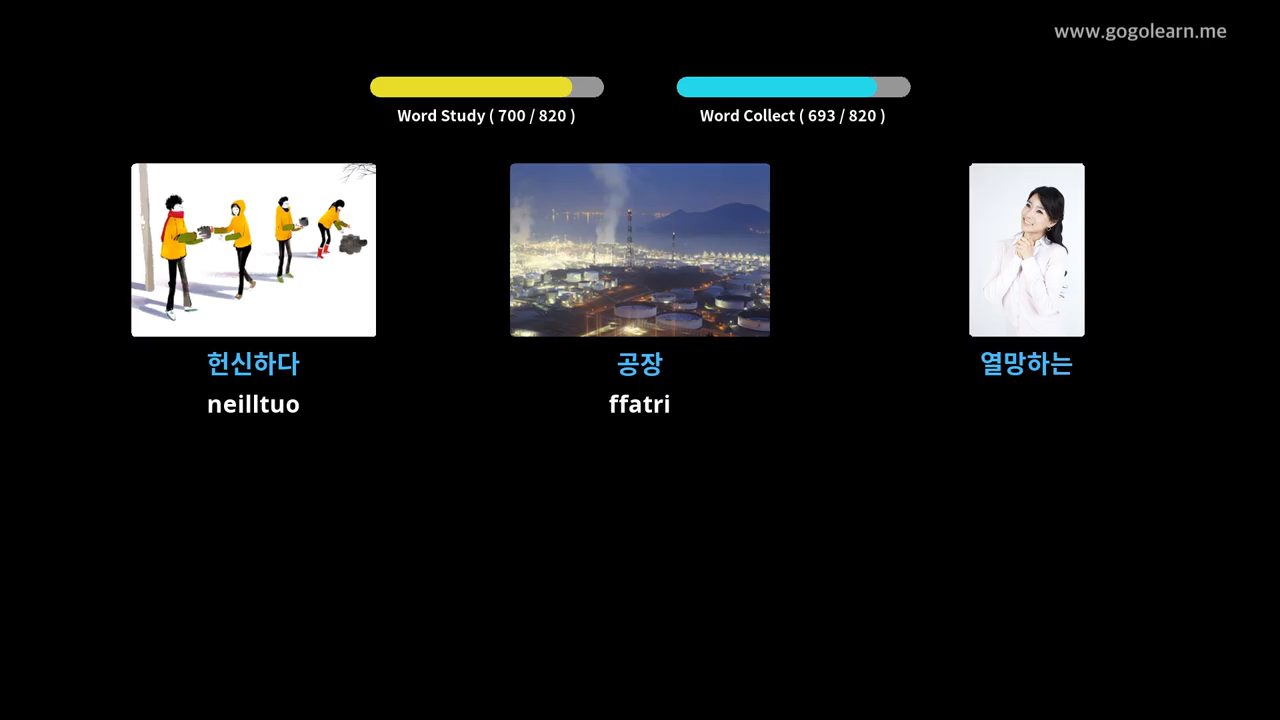 www.gogolearn.me
Word Study ( 700 / 820 )
Word Collect ( 693 / 820 )
헌신하다
공장
열망하는
neilltuo
ffatri